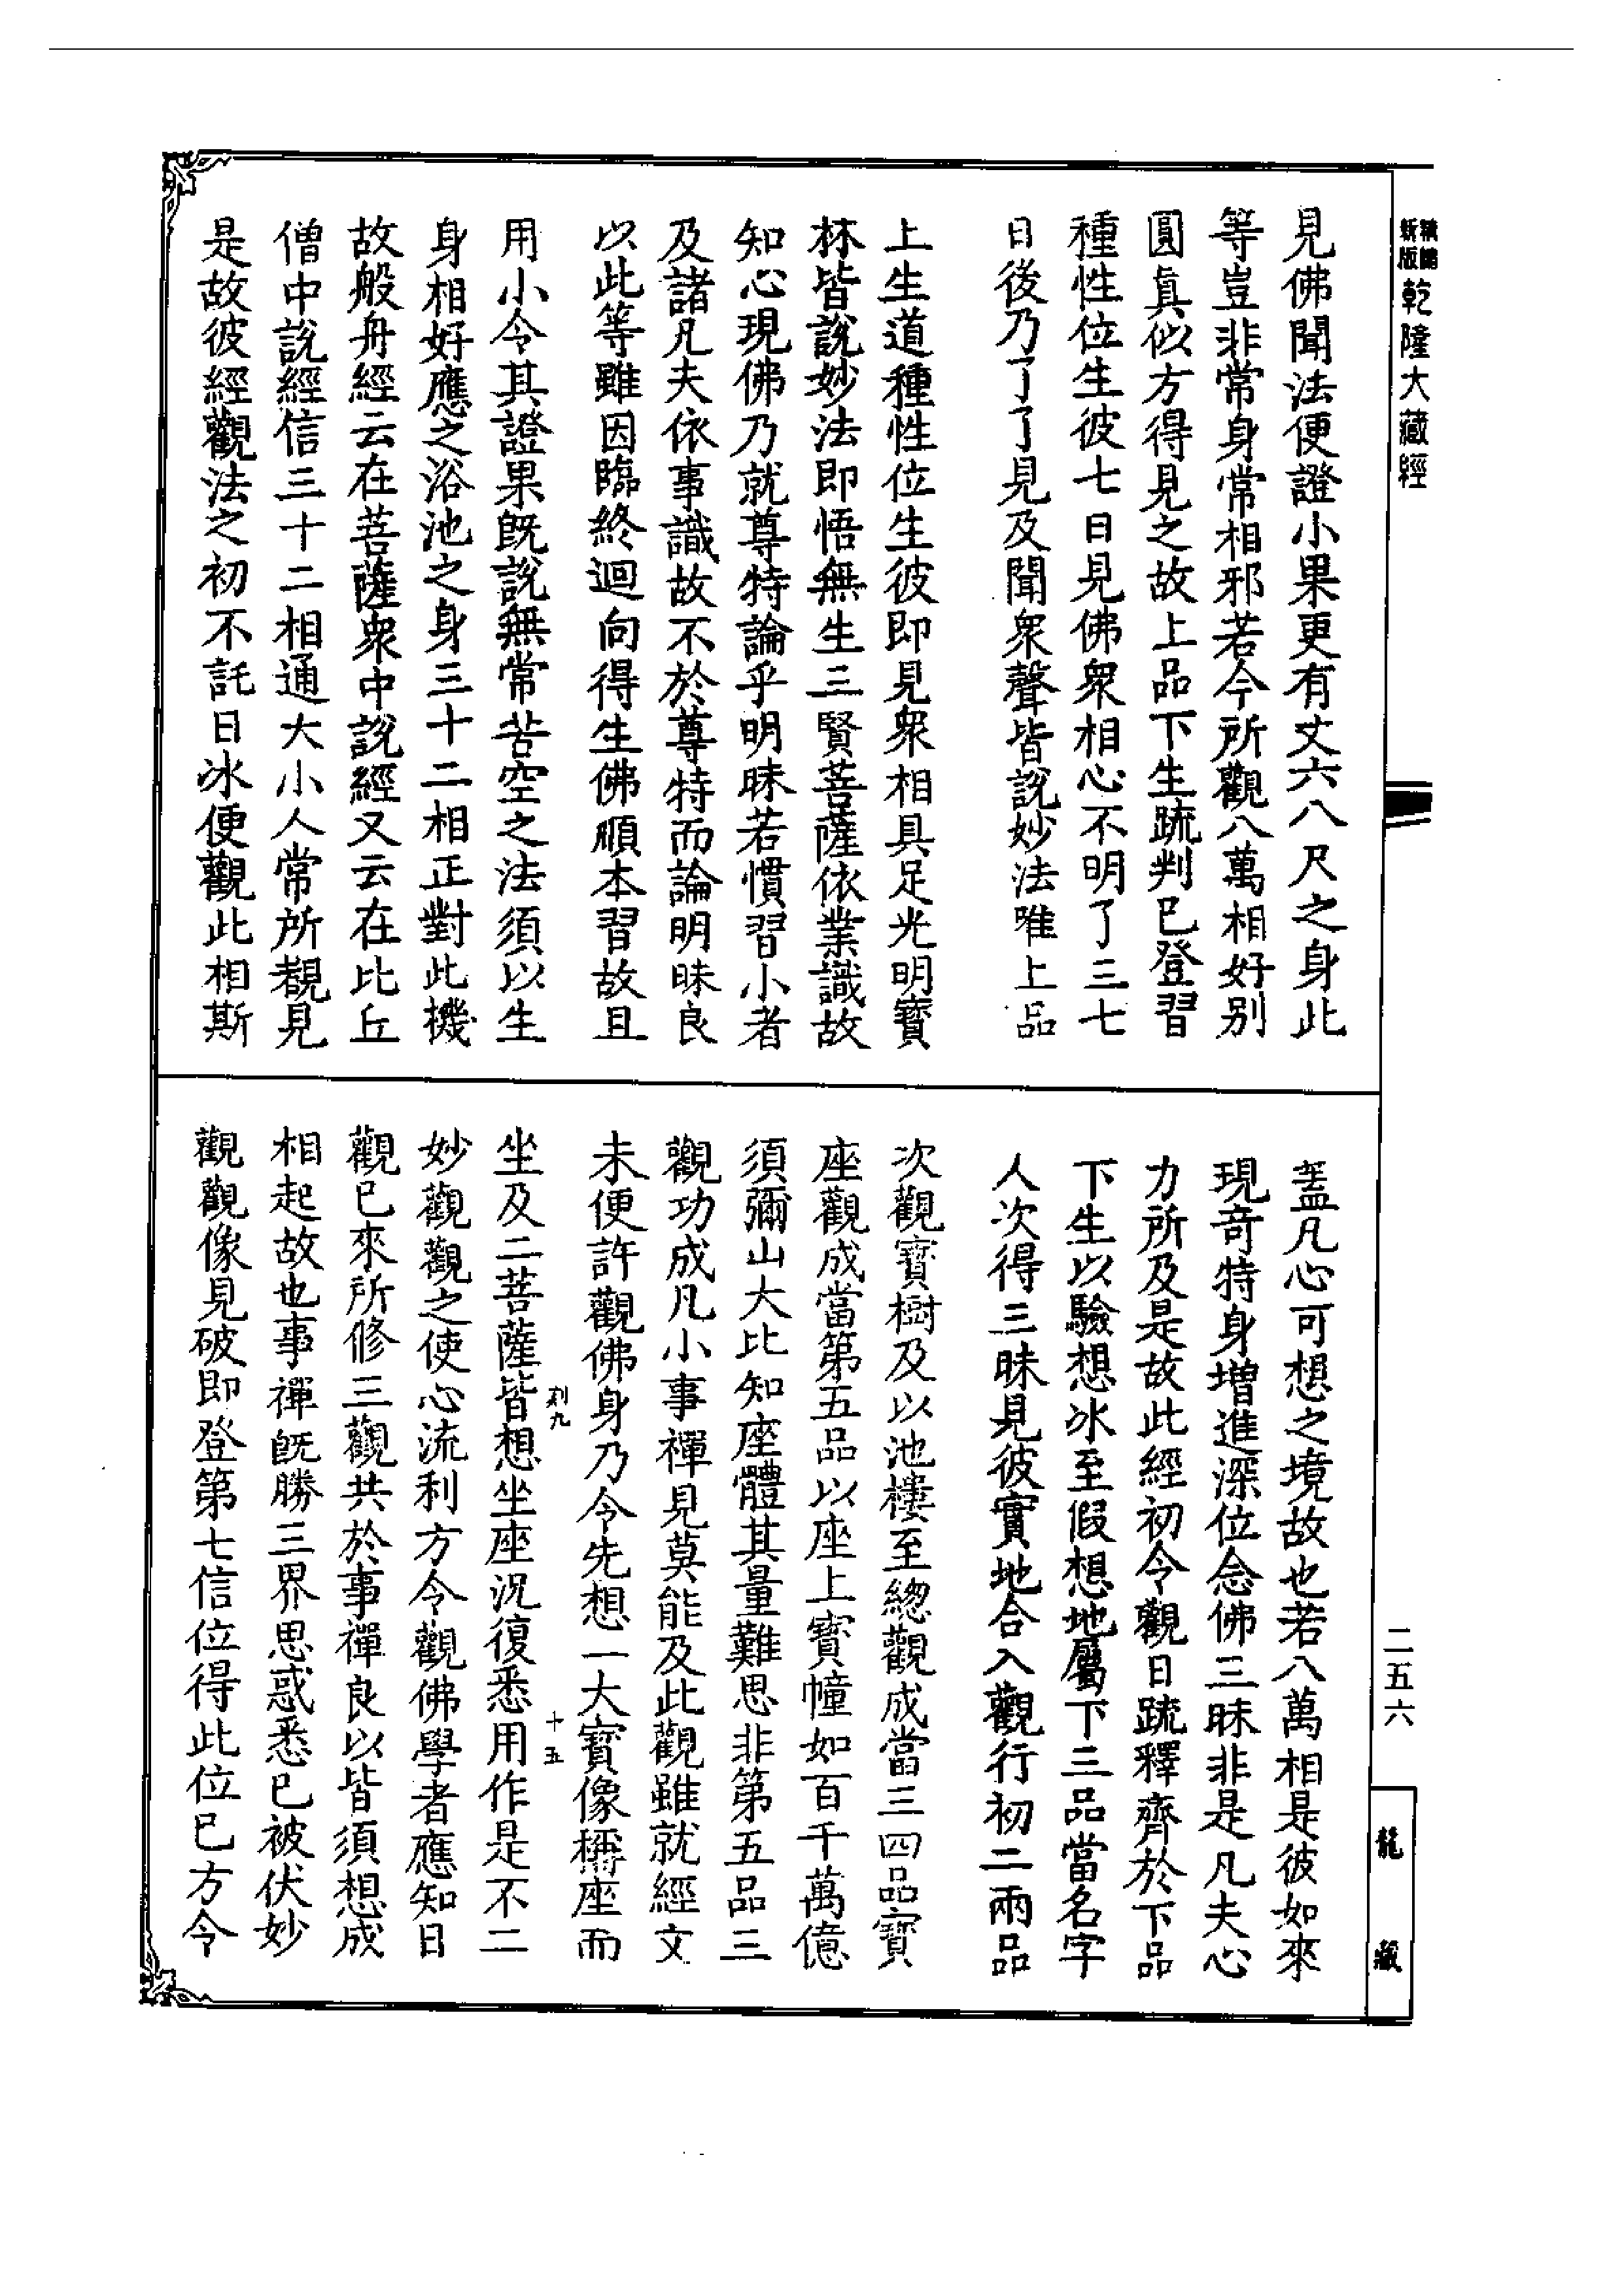 新版
精縮
乾隆大藏經
見佛聞法便證小果更有丈六八尺之身此
等豈非常身常相邪若今所觀八萬相好別
圓真似方得見之故上品下生疏判已登習
種性位生彼七日見佛衆相心不明了三七
日後乃了了見及聞衆聲皆說妙法唯上品
上生道種性位生彼即見衆相具足光明寶
林皆說妙法即悟無生三賢菩薩依業識故
知心現佛乃就尊特論乎明昧若慣習小者
及諸凡夫依事識故不於尊特而論明昧良
以此等雖因臨終迴向得生佛順本習故且
用小令其證果既說無常苦空之法須以生
身相好應之浴池之身三十二相正對此機
故般舟經云在菩薩衆中說經又云在比丘
僧中說經信三十二相通大小人常所覩見
是故彼經觀法之初不託日冰便觀此相斯
蓋凡心可想之境故也若八萬相是彼如來
現奇特身增進深位念佛三昧非是凡夫心
力所及是故此經初令觀日疏釋齊於下品
下生以驗想冰至假想地屬下三品當名字
人次得三昧見彼實地合入觀行初二兩品
次觀寶樹及以池樓至總觀成當三四品寶
座觀成當第五品以座上寶幢如百千萬億
須彌山大比知座體其量難思非第五品三
觀功成凡小事禪見莫能及此觀雖就經文
未便許觀佛身乃令先想一大寶像稱座而
坐及二菩薩皆想坐座況復悉用作是不二
剎九
十五
妙觀觀之使心流利方令觀佛學者應知日
觀已來所修三觀共於事禪良以皆須想成
相起故也事禪既勝三界思惑悉已被伏妙
觀觀像見破即登第七信位得此位已方令
二五六
龍藏